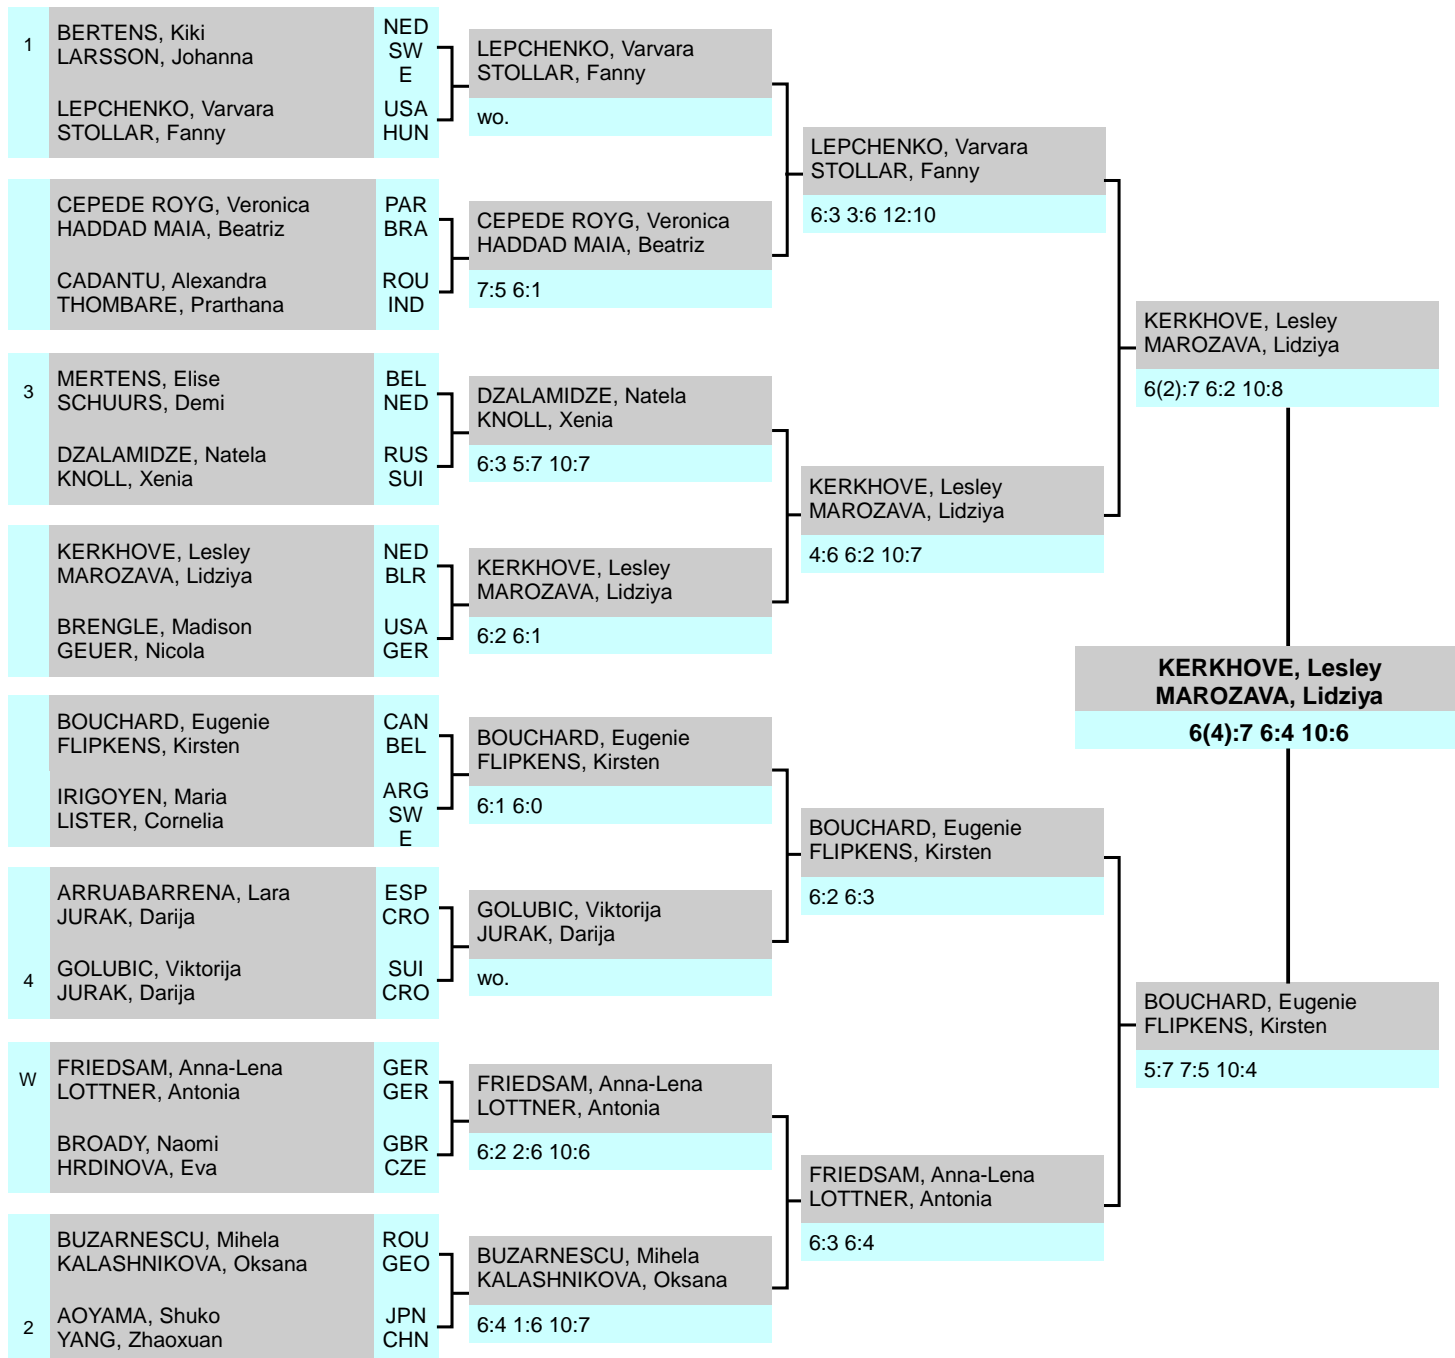 1
BERTENS, Kiki
LARSSON, Johanna
NED
SW
E
LEPCHENKO, Varvara
STOLLAR, Fanny
USA
HUN
CEPEDE ROYG, Veronica
HADDAD MAIA, Beatriz
PAR
BRA
CADANTU, Alexandra
THOMBARE, Prarthana
ROU
IND
3
MERTENS, Elise
SCHUURS, Demi
BEL
NED
DZALAMIDZE, Natela
KNOLL, Xenia
RUS
SUI
KERKHOVE, Lesley
MAROZAVA, Lidziya
NED
BLR
BRENGLE, Madison
GEUER, Nicola
USA
GER
BOUCHARD, Eugenie
FLIPKENS, Kirsten
CAN
BEL
IRIGOYEN, Maria
LISTER, Cornelia
ARG
SW
E
ARRUABARRENA, Lara
JURAK, Darija
ESP
CRO
4
GOLUBIC, Viktorija
JURAK, Darija
SUI
CRO
W
FRIEDSAM, Anna-Lena
LOTTNER, Antonia
GER
GER
BROADY, Naomi
HRDINOVA, Eva
GBR
CZE
BUZARNESCU, Mihela
KALASHNIKOVA, Oksana
ROU
GEO
2
AOYAMA, Shuko
YANG, Zhaoxuan
JPN
CHN
LEPCHENKO, Varvara
STOLLAR, Fanny
wo.
CEPEDE ROYG, Veronica
HADDAD MAIA, Beatriz
7:5 6:1
DZALAMIDZE, Natela
KNOLL, Xenia
6:3 5:7 10:7
KERKHOVE, Lesley
MAROZAVA, Lidziya
6:2 6:1
BOUCHARD, Eugenie
FLIPKENS, Kirsten
6:1 6:0
GOLUBIC, Viktorija
JURAK, Darija
wo.
FRIEDSAM, Anna-Lena
LOTTNER, Antonia
6:2 2:6 10:6
BUZARNESCU, Mihela
KALASHNIKOVA, Oksana
6:4 1:6 10:7
LEPCHENKO, Varvara
STOLLAR, Fanny
6:3 3:6 12:10
KERKHOVE, Lesley
MAROZAVA, Lidziya
4:6 6:2 10:7
BOUCHARD, Eugenie
FLIPKENS, Kirsten
6:2 6:3
FRIEDSAM, Anna-Lena
LOTTNER, Antonia
6:3 6:4
KERKHOVE, Lesley
MAROZAVA, Lidziya
6(2):7 6:2 10:8
BOUCHARD, Eugenie
FLIPKENS, Kirsten
5:7 7:5 10:4
KERKHOVE, Lesley
MAROZAVA, Lidziya
6(4):7 6:4 10:6